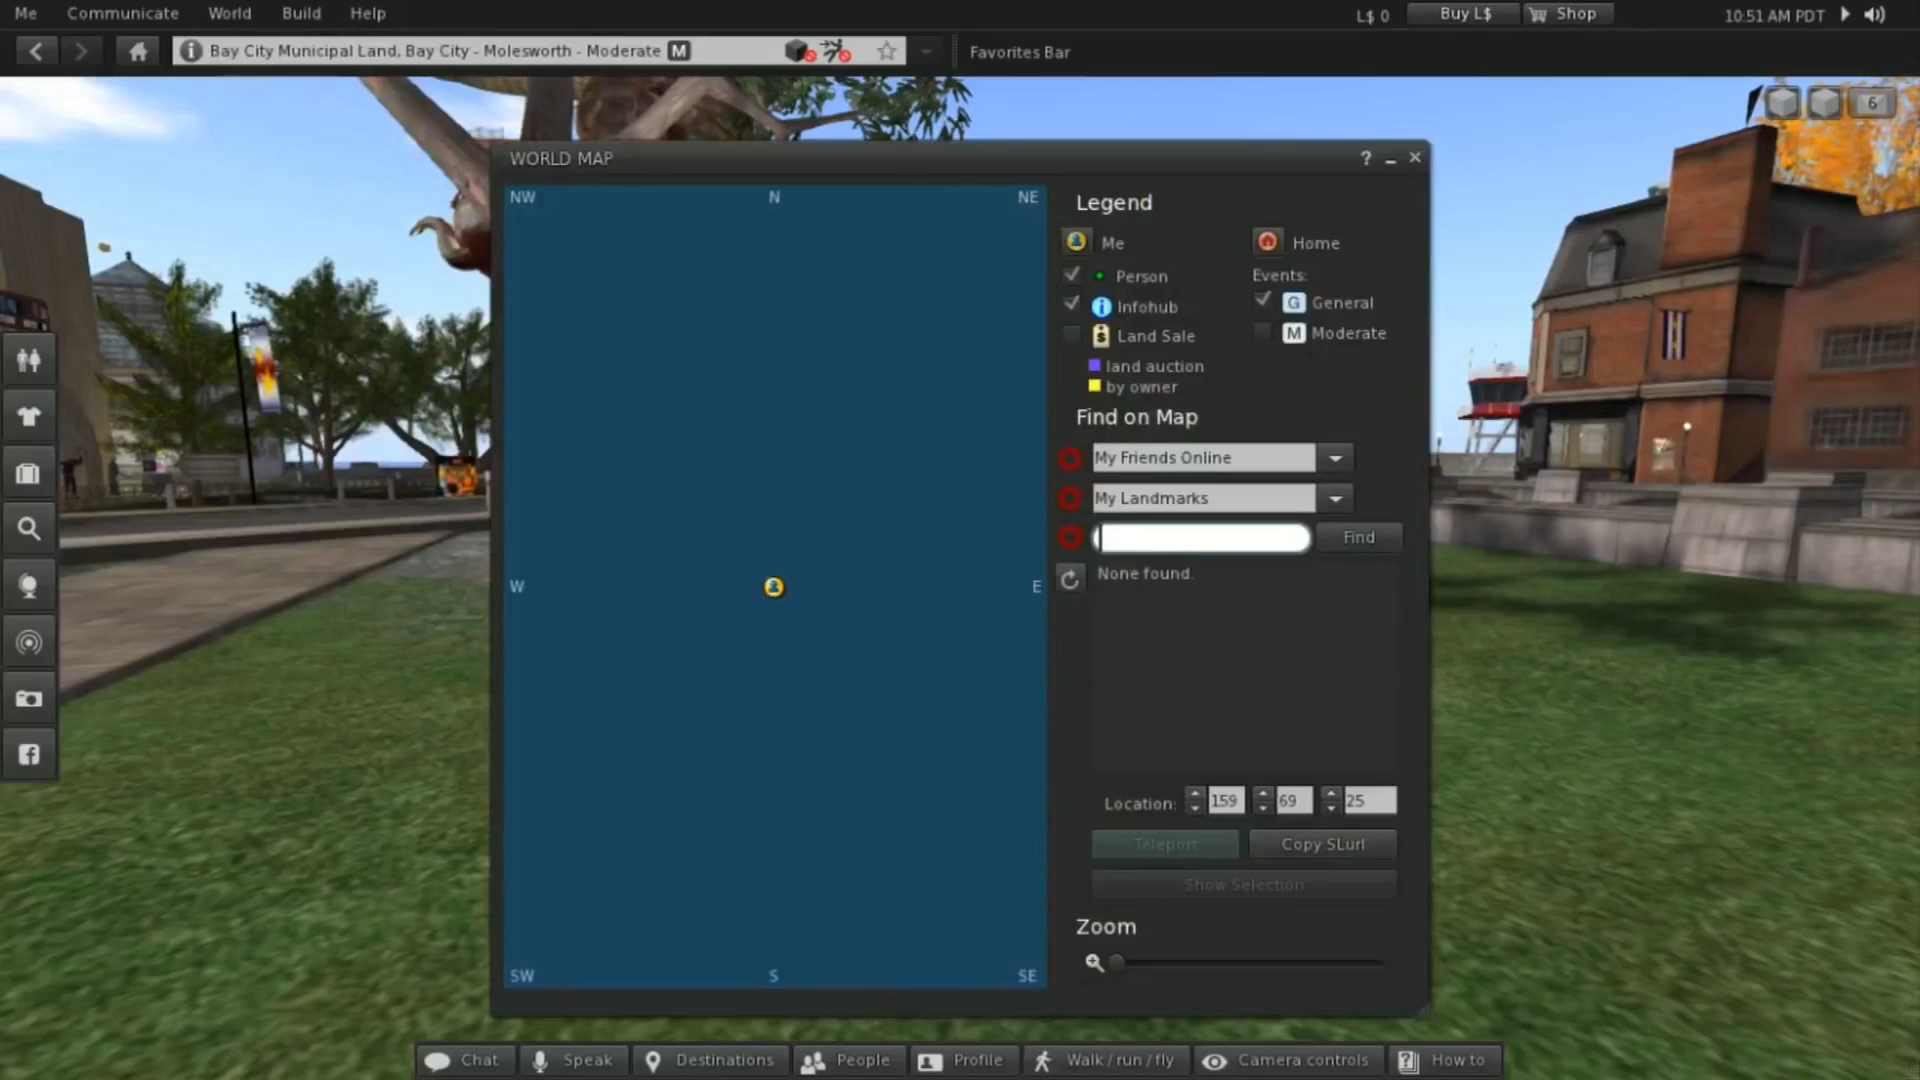 Me Communicate World Build Help
L$ 0 Buy L$ Shop 10:51 AM PDT
Bay City Municipal Land, Bay City - Molesworth - Moderate M
Favorites Bar
6
WORLD MAP ? _ ×
NW N NE
W E
SW S SE
Legend
Me Home
Person Events:
i Infohub G General
$ Land Sale M Moderate
land auction
by owner
Find on Map
My Friends Online
My Landmarks
Find
None found.
Location: 159 69 25
Teleport Copy SLurl
Show Selection
Zoom
Chat Speak Destinations People Profile Walk / run / fly Camera controls How to